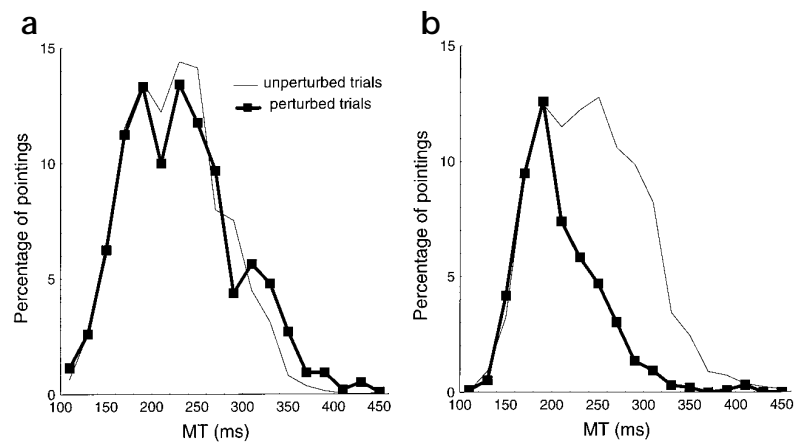 a
15
10
5
0
Percentage of pointings
unperturbed trials
perturbed trials
100 150 200 250 300 350 400 450
MT (ms)
b
15
10
5
0
Percentage of pointings
100 150 200 250 300 350 400 450
MT (ms)